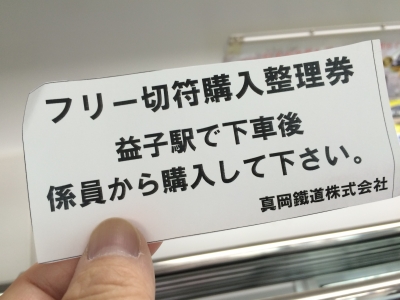 フリー切符購入整理券
益子駅で下車後
係員から購入して下さい。
真岡鐵道株式会社